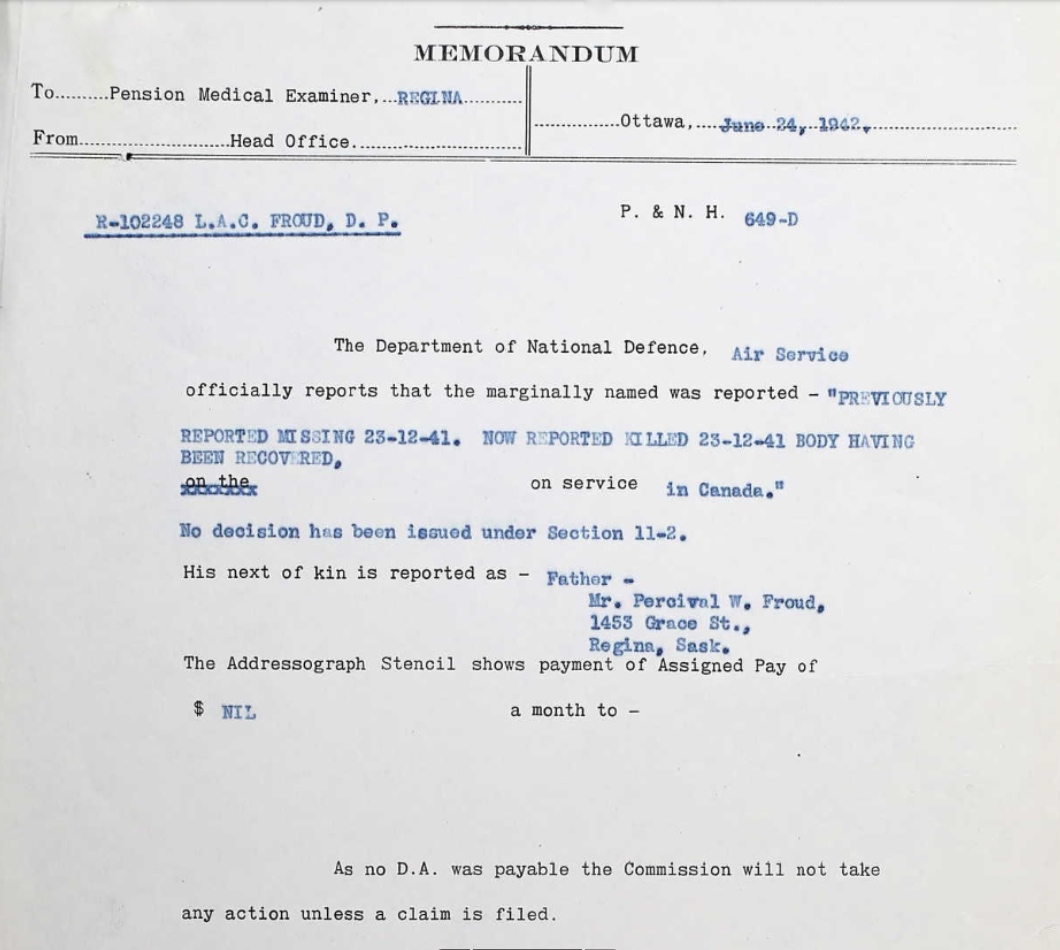 MEMORANDUM
To..........Pension Medical Examiner,...REGINA..........
...............Ottawa,.....June 24, 1942,..........................
From............................Head Office..............................
R-102248 L.A.C. FROUD, D. P.
P. & N. H. 649-D
The Department of National Defence, Air Service
officially reports that the marginally named was reported - "PREVIOUSLY
REPORTED MISSING 23-12-41. NOW REPORTED KILLED 23-12-41 BODY HAVING
BEEN RECOVERED,
on the on service in Canada."
No decision has been issued under Section 11-2.
His next of kin is reported as - Father -
Mr. Percival W. Froud,
1453 Grace St.,
Regina, Sask.
The Addressograph Stencil shows payment of Assigned Pay of
$ NIL a month to -
As no D.A. was payable the Commission will not take
any action unless a claim is filed.